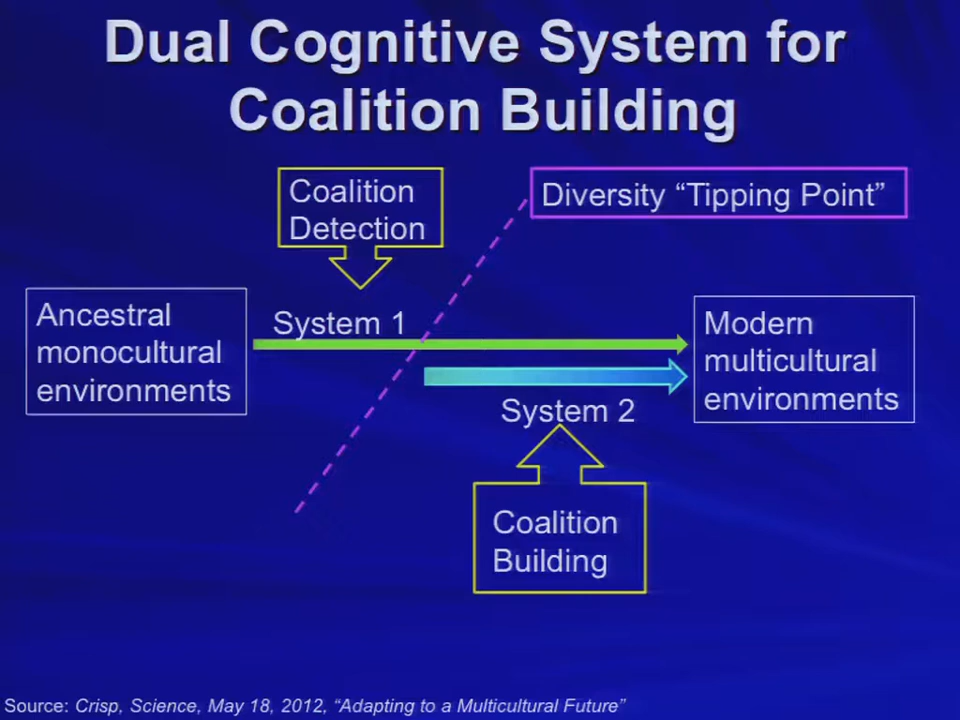 Dual Cognitive System for
Coalition Building
Coalition
Detection
Diversity “Tipping Point”
Ancestral
monocultural
environments
System 1
Modern
multicultural
environments
System 2
Coalition
Building
Source: Crisp, Science, May 18, 2012, “Adapting to a Multicultural Future”